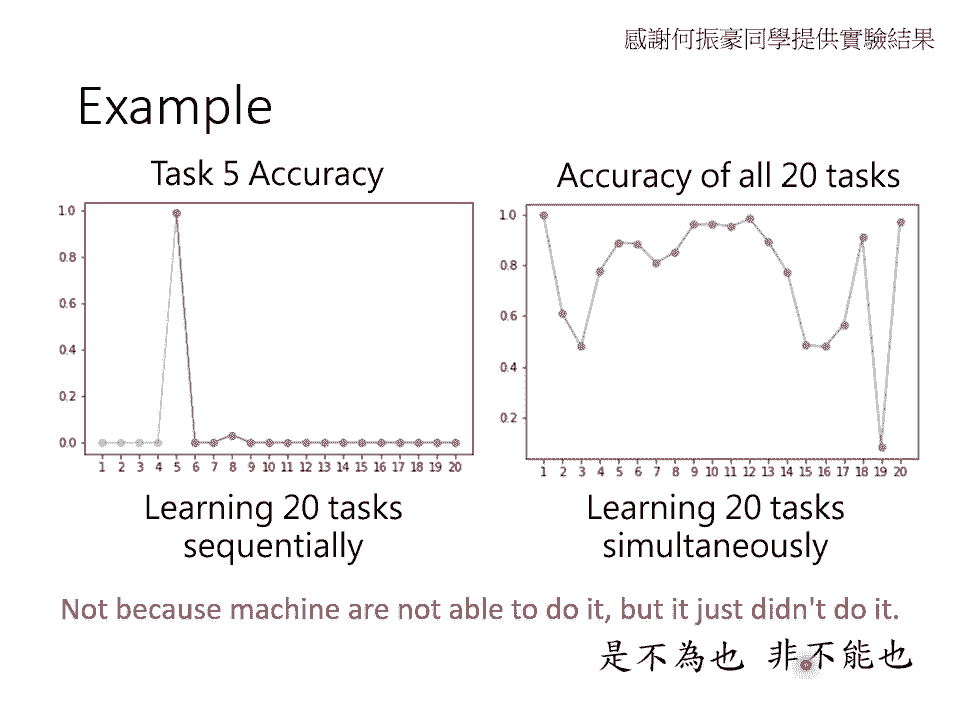 感謝何振豪同學提供實驗結果
Example
Task 5 Accuracy
Accuracy of all 20 tasks
1.0
0.8
0.6
0.4
0.2
0.0
1 2 3 4 5 6 7 8 9 10 11 12 13 14 15 16 17 18 19 20
1.0
0.8
0.6
0.4
0.2
1 2 3 4 5 6 7 8 9 10 11 12 13 14 15 16 17 18 19 20
Learning 20 tasks
sequentially
Learning 20 tasks
simultaneously
Not because machine are not able to do it, but it just didn't do it.
是不為也 非不能也